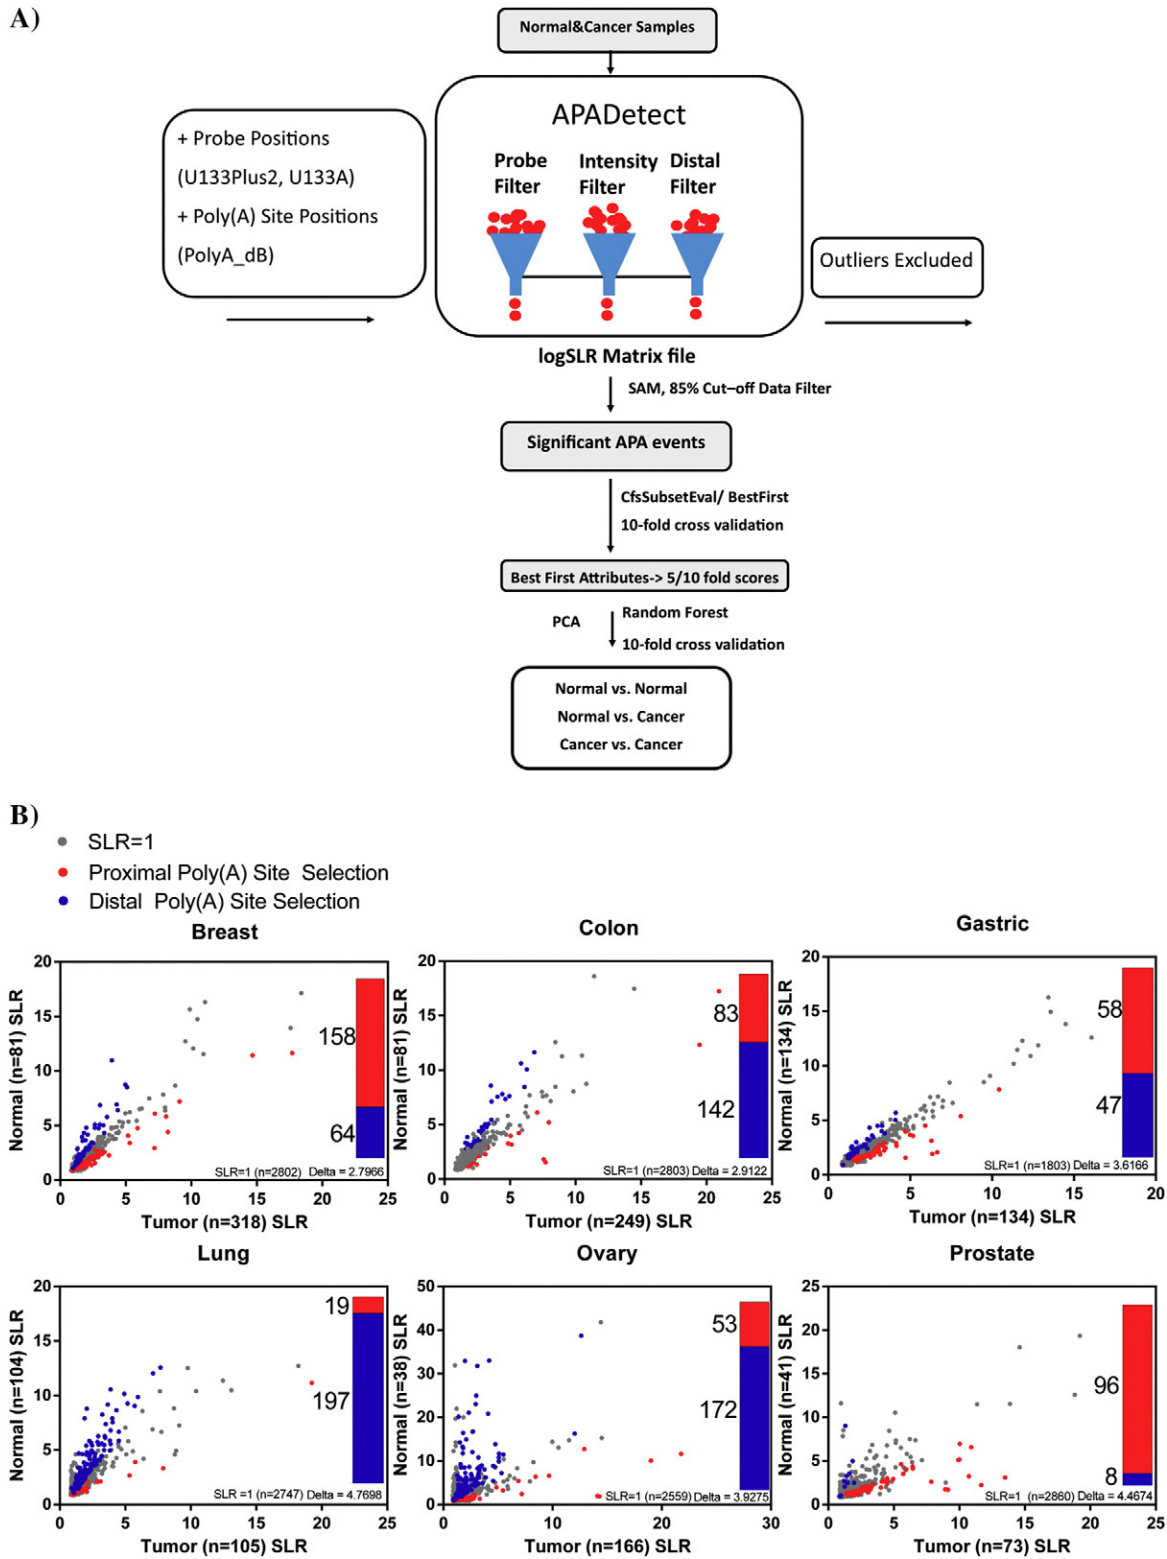 A)
Normal&Cancer Samples
APADetect
Probe Filter
Intensity Filter
Distal Filter
+ Probe Positions
(U133Plus2, U133A)
+ Poly(A) Site Positions
(PolyA_dB)
Outliers Excluded
logSLR Matrix file
SAM, 85% Cut–off Data Filter
Significant APA events
CfsSubsetEval/ BestFirst
10-fold cross validation
Best First Attributes-> 5/10 fold scores
PCA
Random Forest
10-fold cross validation
Normal vs. Normal
Normal vs. Cancer
Cancer vs. Cancer
B)
SLR=1
Proximal Poly(A) Site Selection
Distal Poly(A) Site Selection
Breast
Normal (n=81) SLR
20
15
10
5
0
158
64
SLR=1 (n=2802) Delta = 2.7966
0 5 10 15 20 25
Tumor (n=318) SLR
Colon
Normal (n=81) SLR
20
15
10
5
0
83
142
SLR=1 (n=2803) Delta = 2.9122
0 5 10 15 20 25
Tumor (n=249) SLR
Gastric
Normal (n=134) SLR
20
15
10
5
0
58
47
SLR=1 (n=1803) Delta = 3.6166
0 5 10 15 20
Tumor (n=134) SLR
Lung
Normal (n=104) SLR
20
15
10
5
0
19
197
SLR =1 (n=2747) Delta = 4.7698
0 5 10 15 20 25
Tumor (n=105) SLR
Ovary
Normal (n=38) SLR
50
40
30
20
10
0
53
172
SLR=1 (n=2559) Delta = 3.9275
0 10 20 30
Tumor (n=166) SLR
Prostate
Normal (n=41) SLR
25
20
15
10
5
0
96
8
SLR=1 (n=2860) Delta = 4.4674
0 5 10 15 20 25
Tumor (n=73) SLR